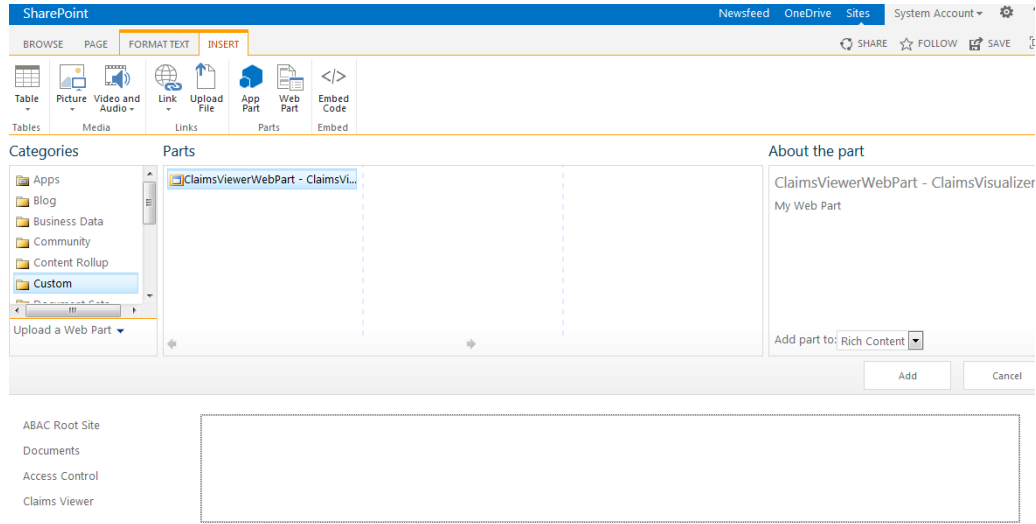 SharePoint
Newsfeed OneDrive Sites System Account
BROWSE PAGE FORMAT TEXT INSERT
SHARE FOLLOW SAVE
Table
Picture
Video and Audio
Link
Upload File
App Part
Web Part
Embed Code
Tables Media Links Parts Embed
Categories
Apps
Blog
Business Data
Community
Content Rollup
Custom
Document Sets
Upload a Web Part
Parts
ClaimsViewerWebPart - ClaimsVi...
About the part
ClaimsViewerWebPart - ClaimsVisualizer
My Web Part
Add part to: Rich Content
Add Cancel
ABAC Root Site
Documents
Access Control
Claims Viewer